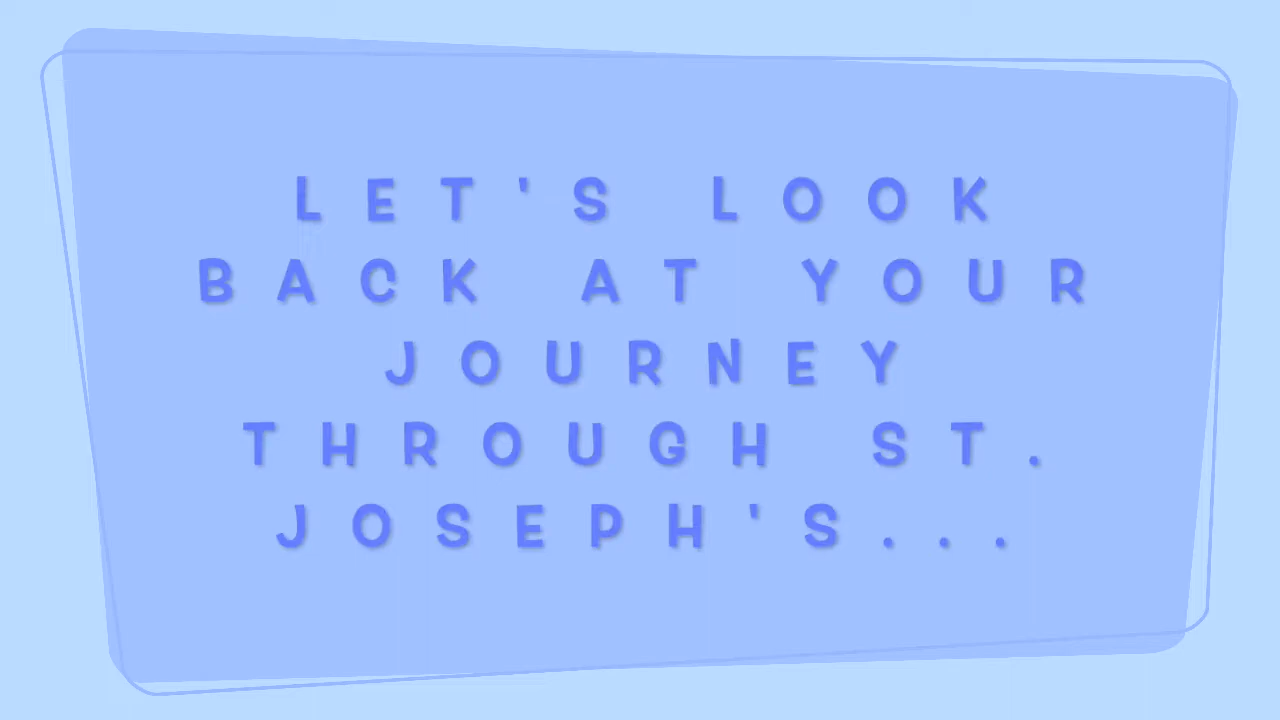 LET'S LOOK
BACK AT YOUR
JOURNEY
THROUGH ST.
JOSEPH'S...